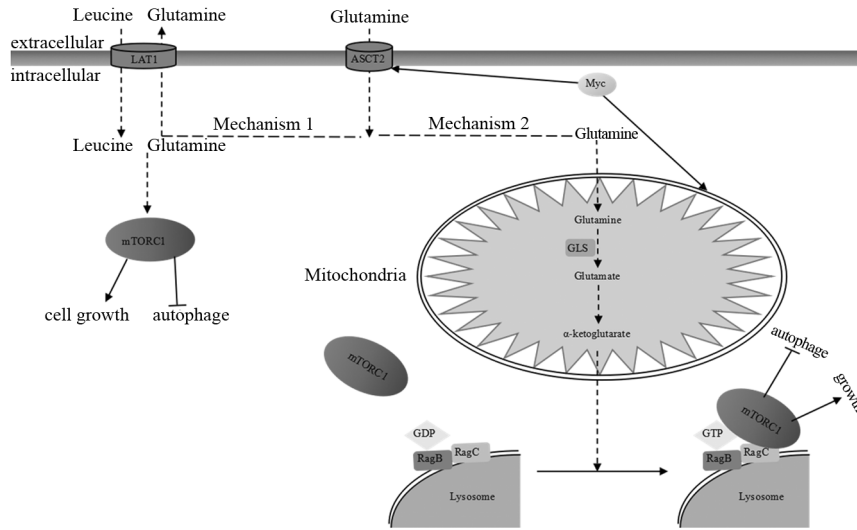 Leucine Glutamine Glutamine
extracellular
LAT1 ASCT2
intracellular
Myc
Mechanism 1 Mechanism 2
Leucine Glutamine Glutamine
Glutamine
mTORC1
GLS
Mitochondria
Glutamate
cell growth autophage
α-ketoglutarate
autophage
mTORC1
growth
mTORC1
GDP
GTP
RagB RagC
RagB RagC
Lysosome
Lysosome